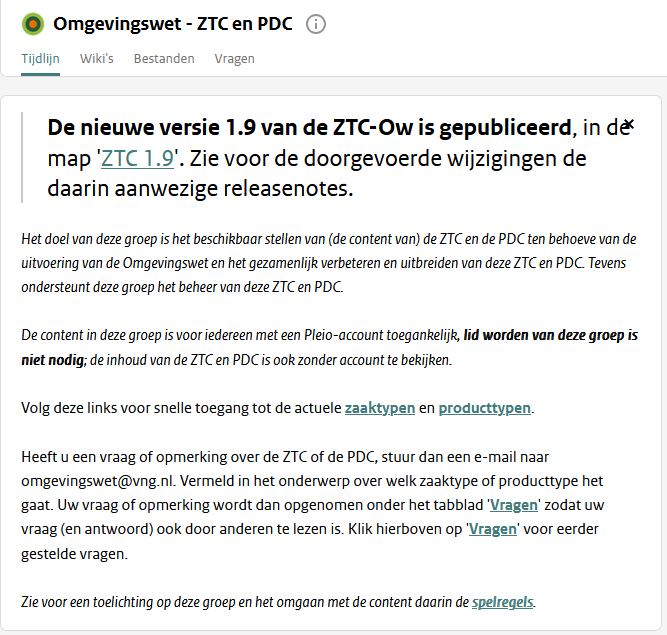 Omgevingswet - ZTC en PDC
Tijdlijn Wiki's Bestanden Vragen
De nieuwe versie 1.9 van de ZTC-Ow is gepubliceerd, in de
map 'ZTC 1.9'. Zie voor de doorgevoerde wijzigingen de
daarin aanwezige releasenotes.
Het doel van deze groep is het beschikbaar stellen van (de content van) de ZTC en de PDC ten behoeve van de
uitvoering van de Omgevingswet en het gezamenlijk verbeteren en uitbreiden van deze ZTC en PDC. Tevens
ondersteunt deze groep het beheer van deze ZTC en PDC.
De content in deze groep is voor iedereen met een Pleio-account toegankelijk, lid worden van deze groep is
niet nodig; de inhoud van de ZTC en PDC is ook zonder account te bekijken.
Volg deze links voor snelle toegang tot de actuele zaaktypen en producttypen.
Heeft u een vraag of opmerking over de ZTC of de PDC, stuur dan een e-mail naar
omgevingswet@vng.nl. Vermeld in het onderwerp over welk zaaktype of producttype het
gaat. Uw vraag of opmerking wordt dan opgenomen onder het tabblad 'Vragen' zodat uw
vraag (en antwoord) ook door anderen te lezen is. Klik hierboven op 'Vragen' voor eerder
gestelde vragen.
Zie voor een toelichting op deze groep en het omgaan met de content daarin de spelregels.